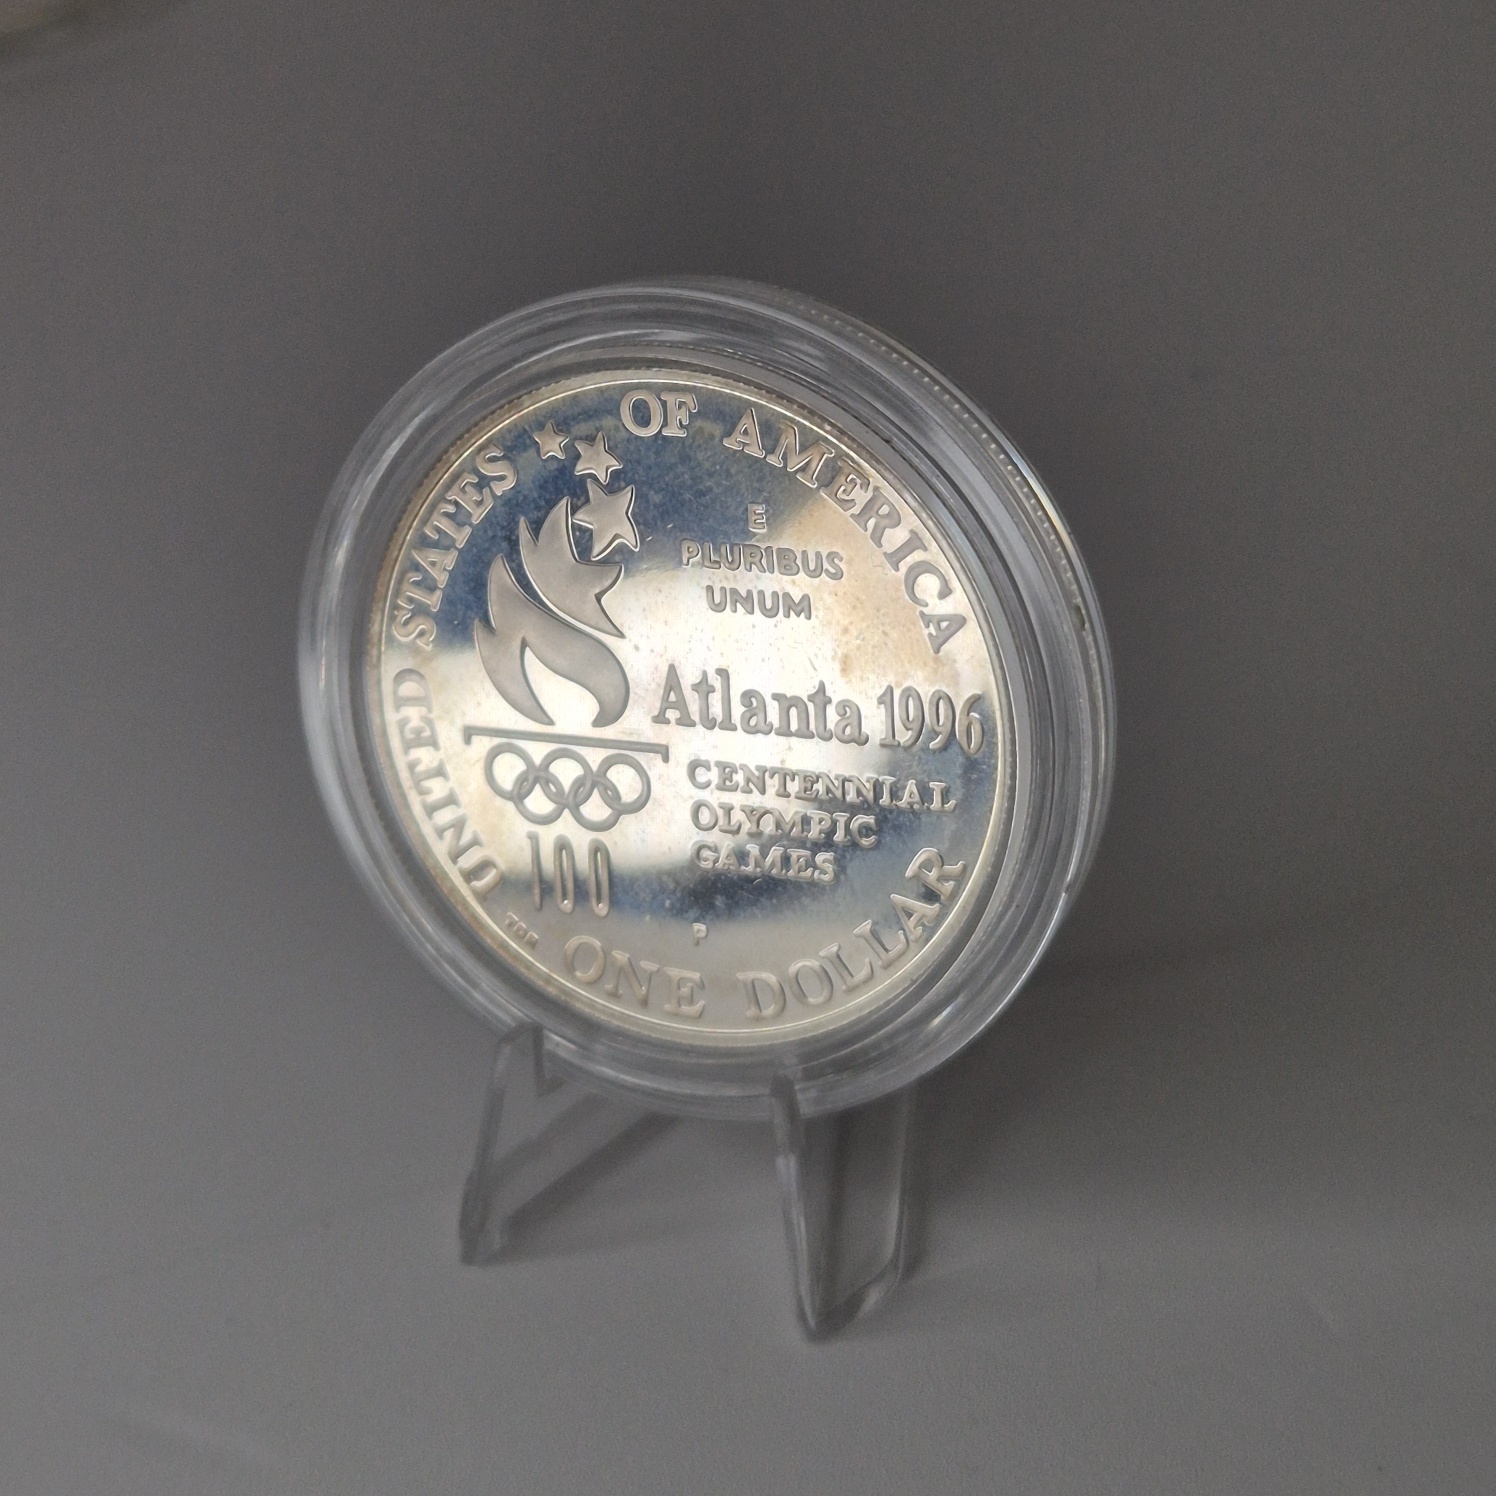 UNITED STATES OF AMERICA
E
PLURIBUS
UNUM
Atlanta 1996
CENTENNIAL
OLYMPIC
GAMES
100
P
ONE DOLLAR